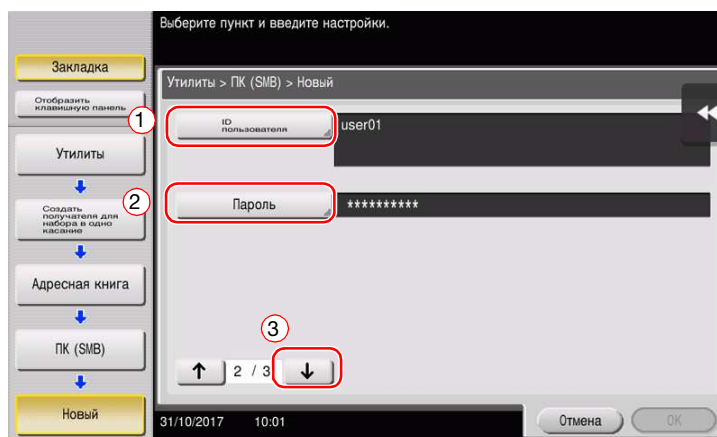 Выберите пункт и введите настройки.
Закладка
Отобразить
клавишную панель
Утилиты
Создать
получателя для
набора в одно
касание
Адресная книга
ПК (SMB)
Новый
Утилиты > ПК (SMB) > Новый
1
ID
пользователя
user01
2
Пароль
**********
3
↑ 2 / 3 ↓
31/10/2017 10:01
Отмена
OK